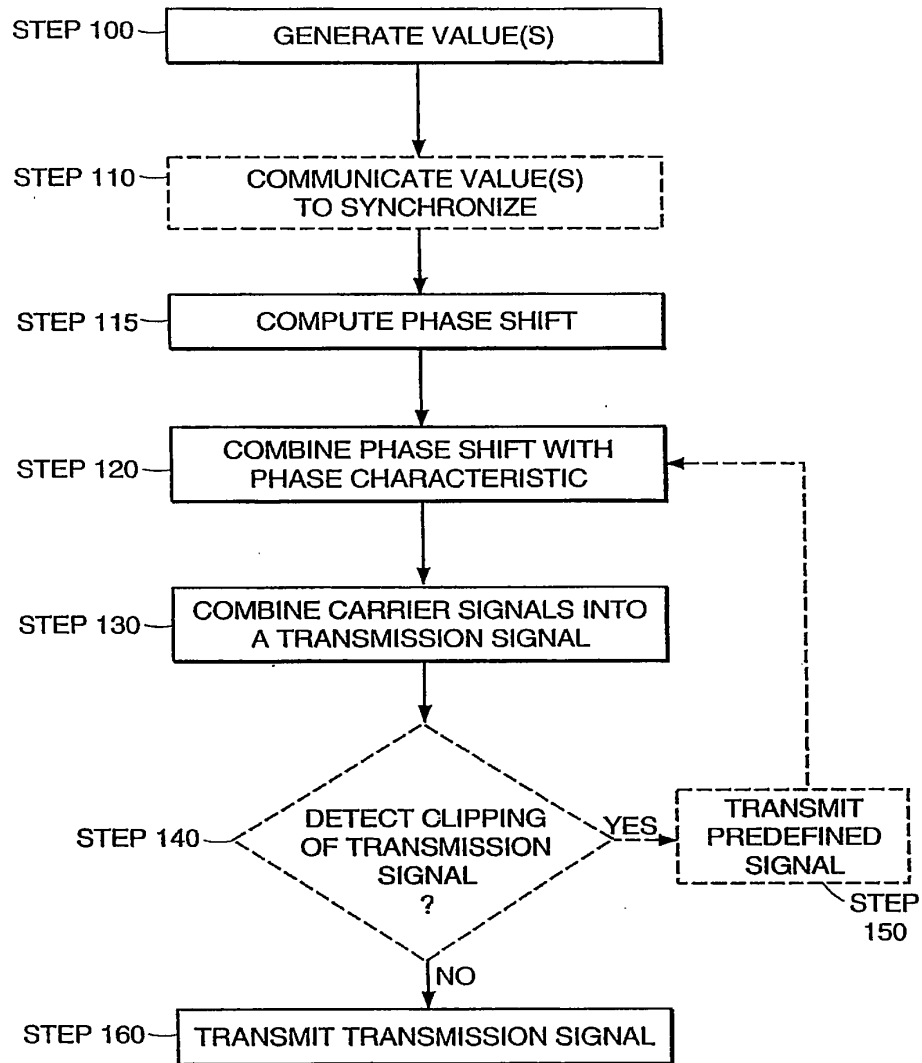 STEP 100
GENERATE VALUE(S)
STEP 110
COMMUNICATE VALUE(S)
TO SYNCHRONIZE
STEP 115
COMPUTE PHASE SHIFT
STEP 120
COMBINE PHASE SHIFT WITH
PHASE CHARACTERISTIC
STEP 130
COMBINE CARRIER SIGNALS INTO
A TRANSMISSION SIGNAL
STEP 140
DETECT CLIPPING
OF TRANSMISSION
SIGNAL
?
YES
TRANSMIT
PREDEFINED
SIGNAL
STEP
150
NO
STEP 160
TRANSMIT TRANSMISSION SIGNAL